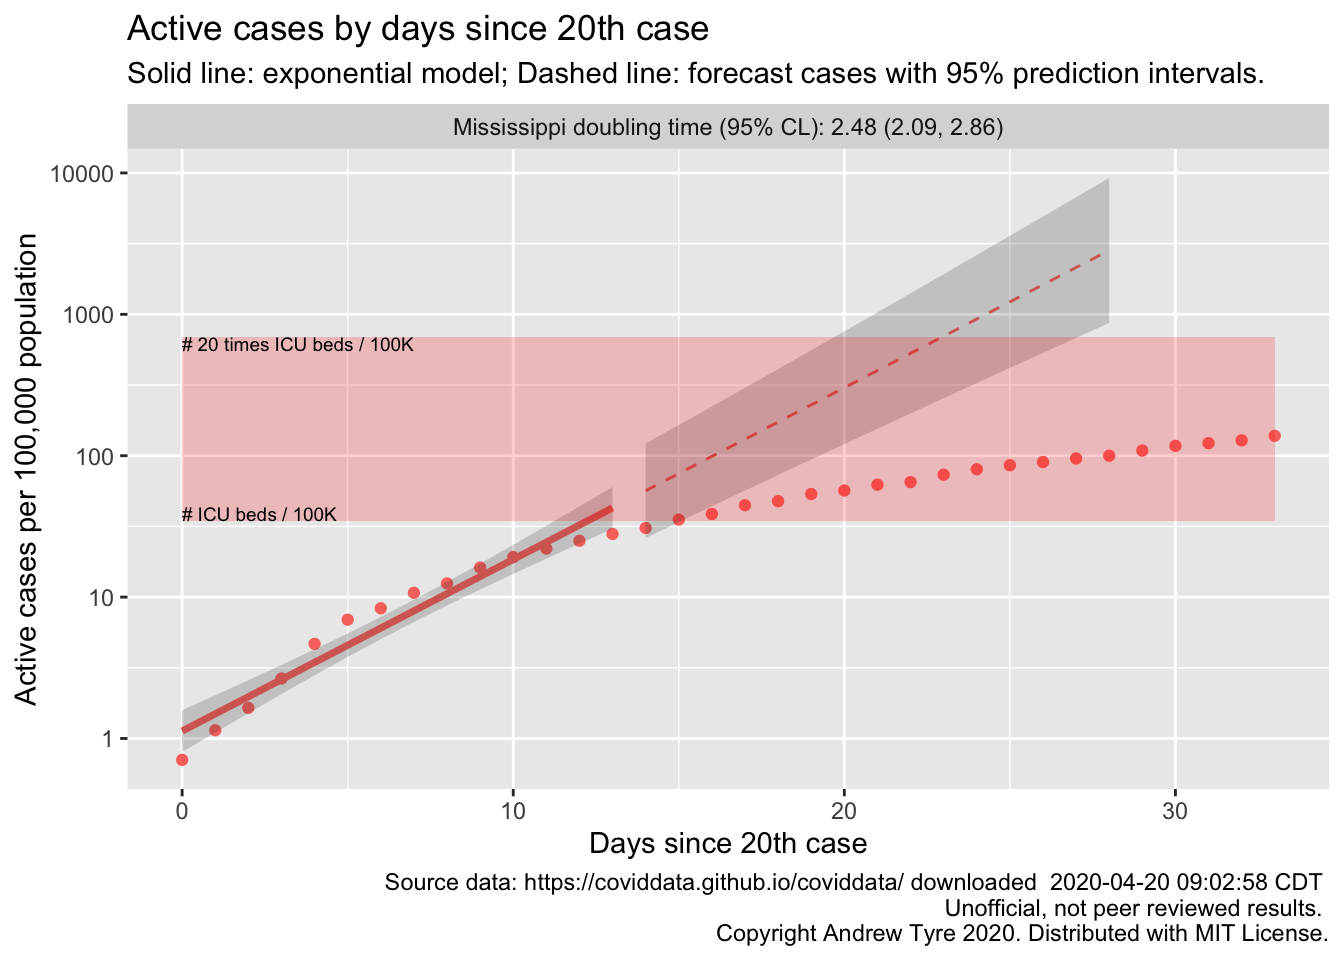 Active cases by days since 20th case
Solid line: exponential model; Dashed line: forecast cases with 95% prediction intervals.
Mississippi doubling time (95% CL): 2.48 (2.09, 2.86)
Active cases per 100,000 population
10000
1000
100
10
1
# 20 times ICU beds / 100K
# ICU beds / 100K
0 10 20 30
Days since 20th case
Source data: https://coviddata.github.io/coviddata/ downloaded  2020-04-20 09:02:58 CDT
Unofficial, not peer reviewed results.
Copyright Andrew Tyre 2020. Distributed with MIT License.